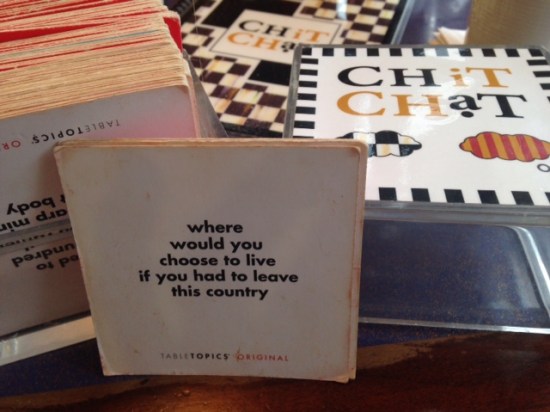 CHiT
CHaT
CHiT
CHaT
TABLETOPICS
where
would you
choose to live
if you had to leave
this country
TABLETOPICS ORIGINAL